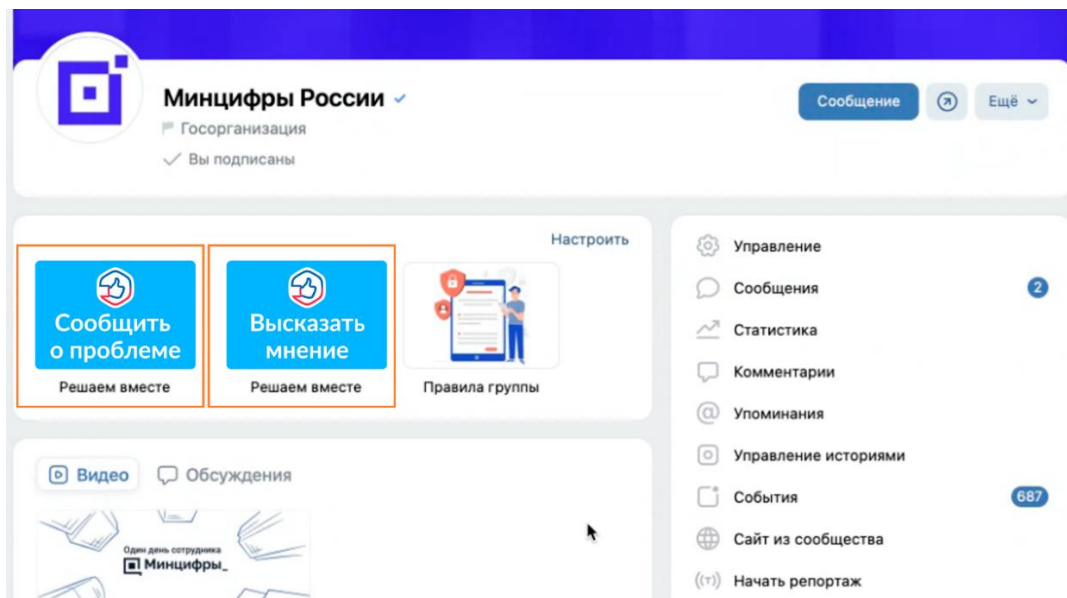 Минцифры России
Госорганизация
Вы подписаны
Сообщение
Ещё
Настроить
Сообщить
о проблеме
Решаем вместе
Высказать
мнение
Решаем вместе
Правила группы
Видео
Обсуждения
Один день сотрудника
Минцифры_
Управление
Сообщения
2
Статистика
Комментарии
Упоминания
Управление историями
События
687
Сайт из сообщества
Начать репортаж